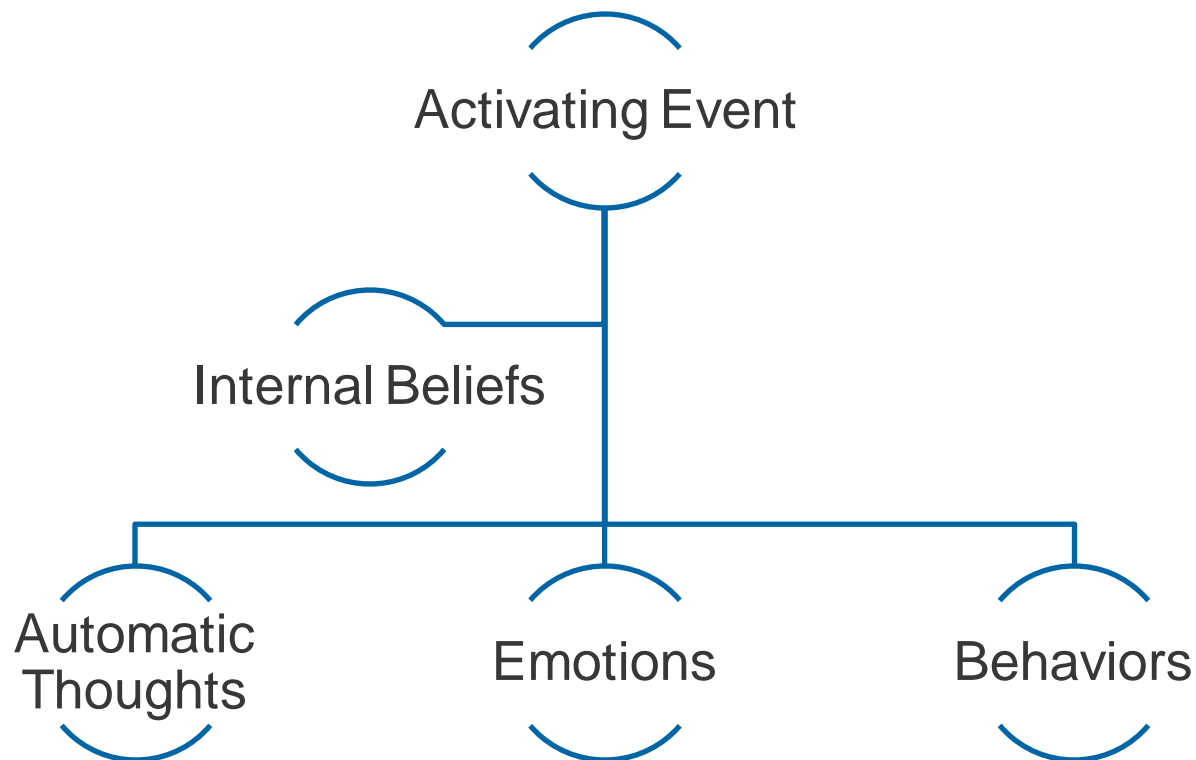 Activating Event
Internal Beliefs
Automatic
Thoughts
Emotions
Behaviors